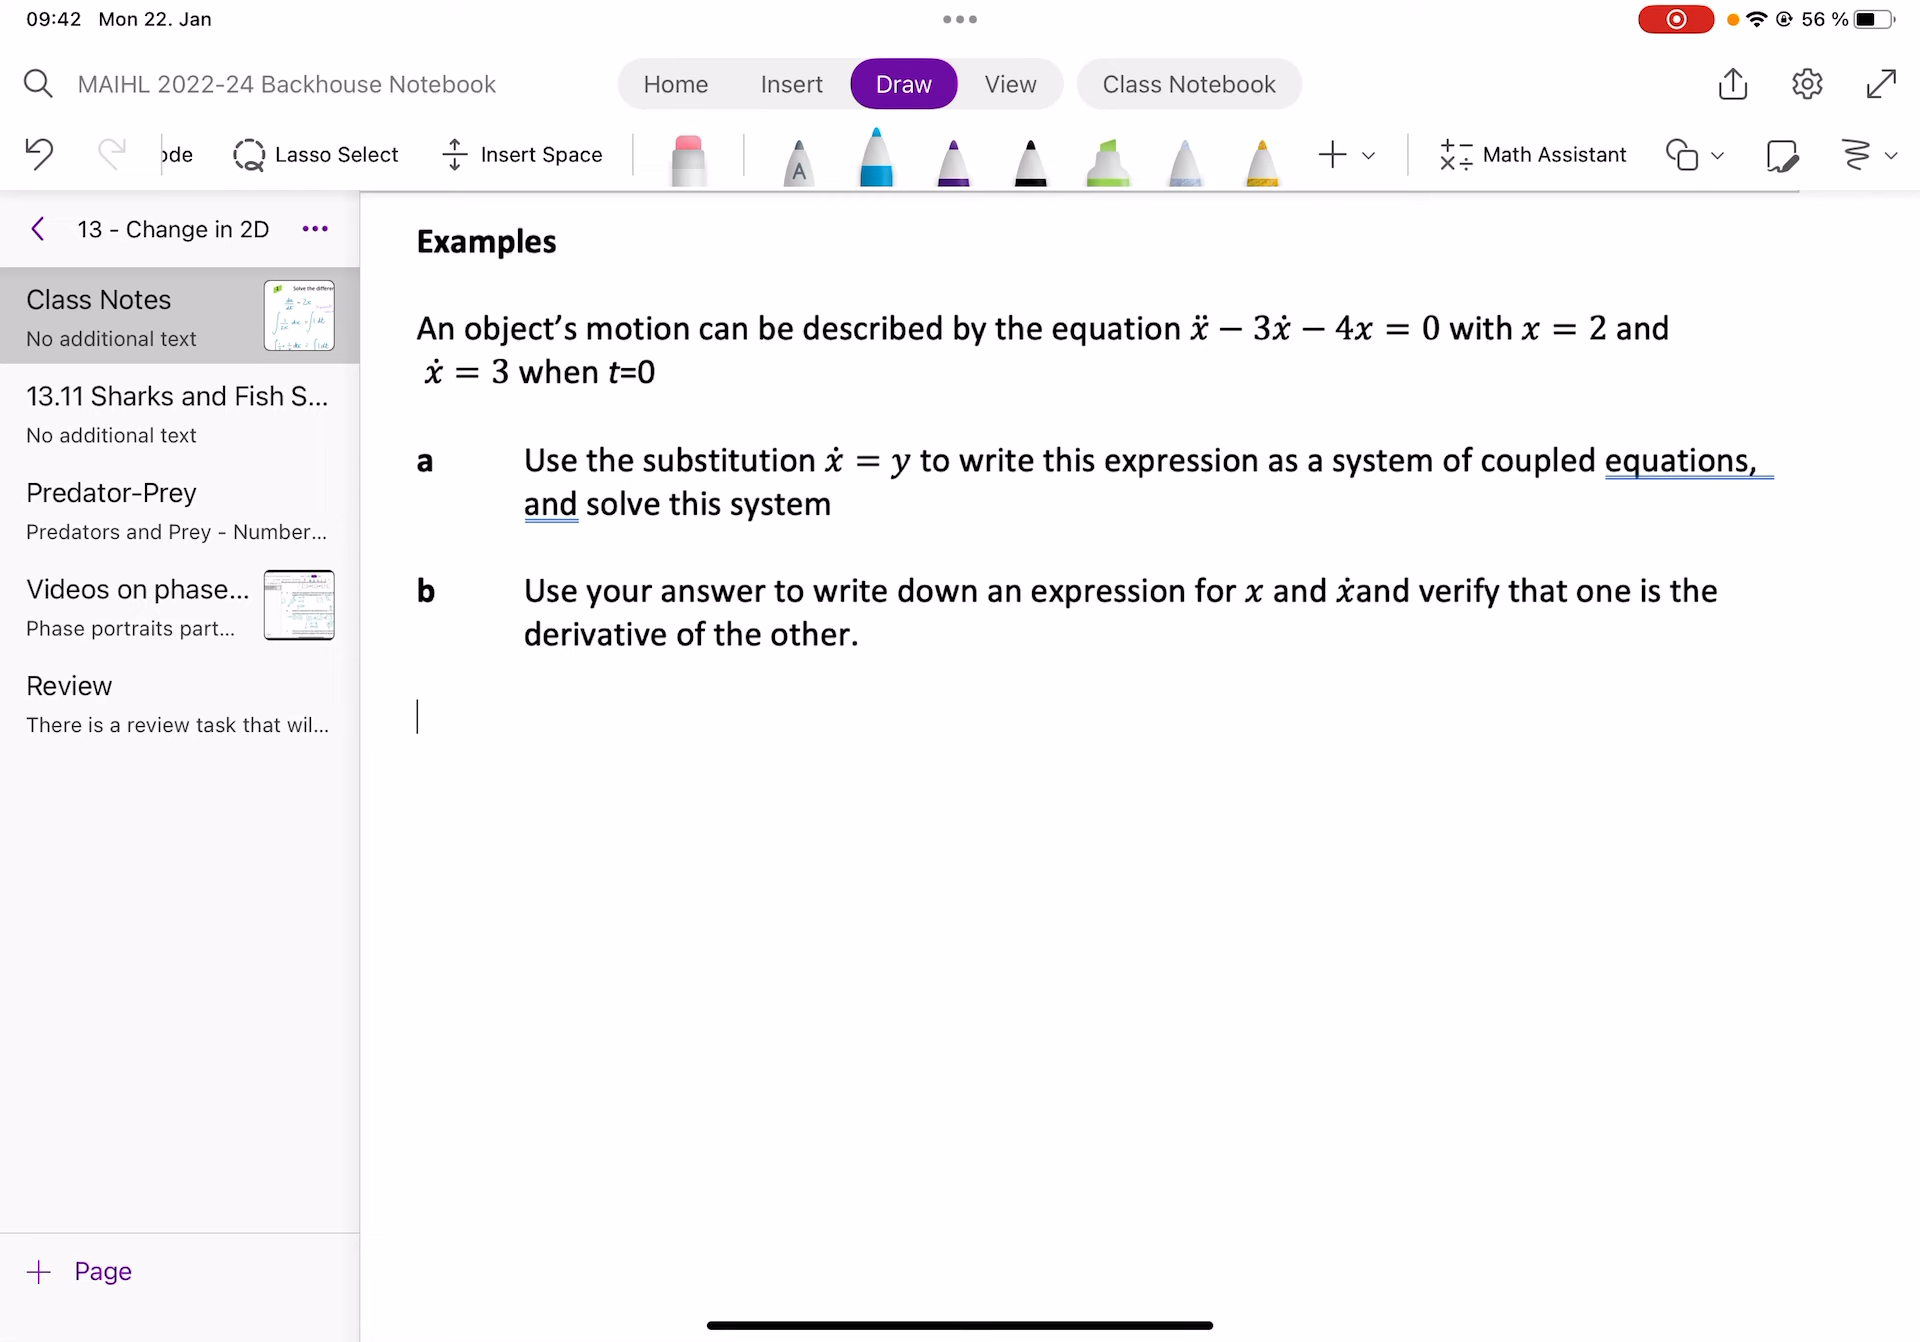 09:42 Mon 22. Jan
56 %
MAIHL 2022-24 Backhouse Notebook
Home Insert Draw View Class Notebook
ode Lasso Select Insert Space A Math Assistant
13 - Change in 2D
Class Notes
No additional text
13.11 Sharks and Fish S...
No additional text
Predator-Prey
Predators and Prey - Number...
Videos on phase...
Phase portraits part...
Review
There is a review task that wil...
+ Page
Examples
An object’s motion can be described by the equation ẍ − 3ẋ − 4x = 0 with x = 2 and
ẋ = 3 when t=0
a Use the substitution ẋ = y to write this expression as a system of coupled equations,
and solve this system
b Use your answer to write down an expression for x and ẋand verify that one is the
derivative of the other.